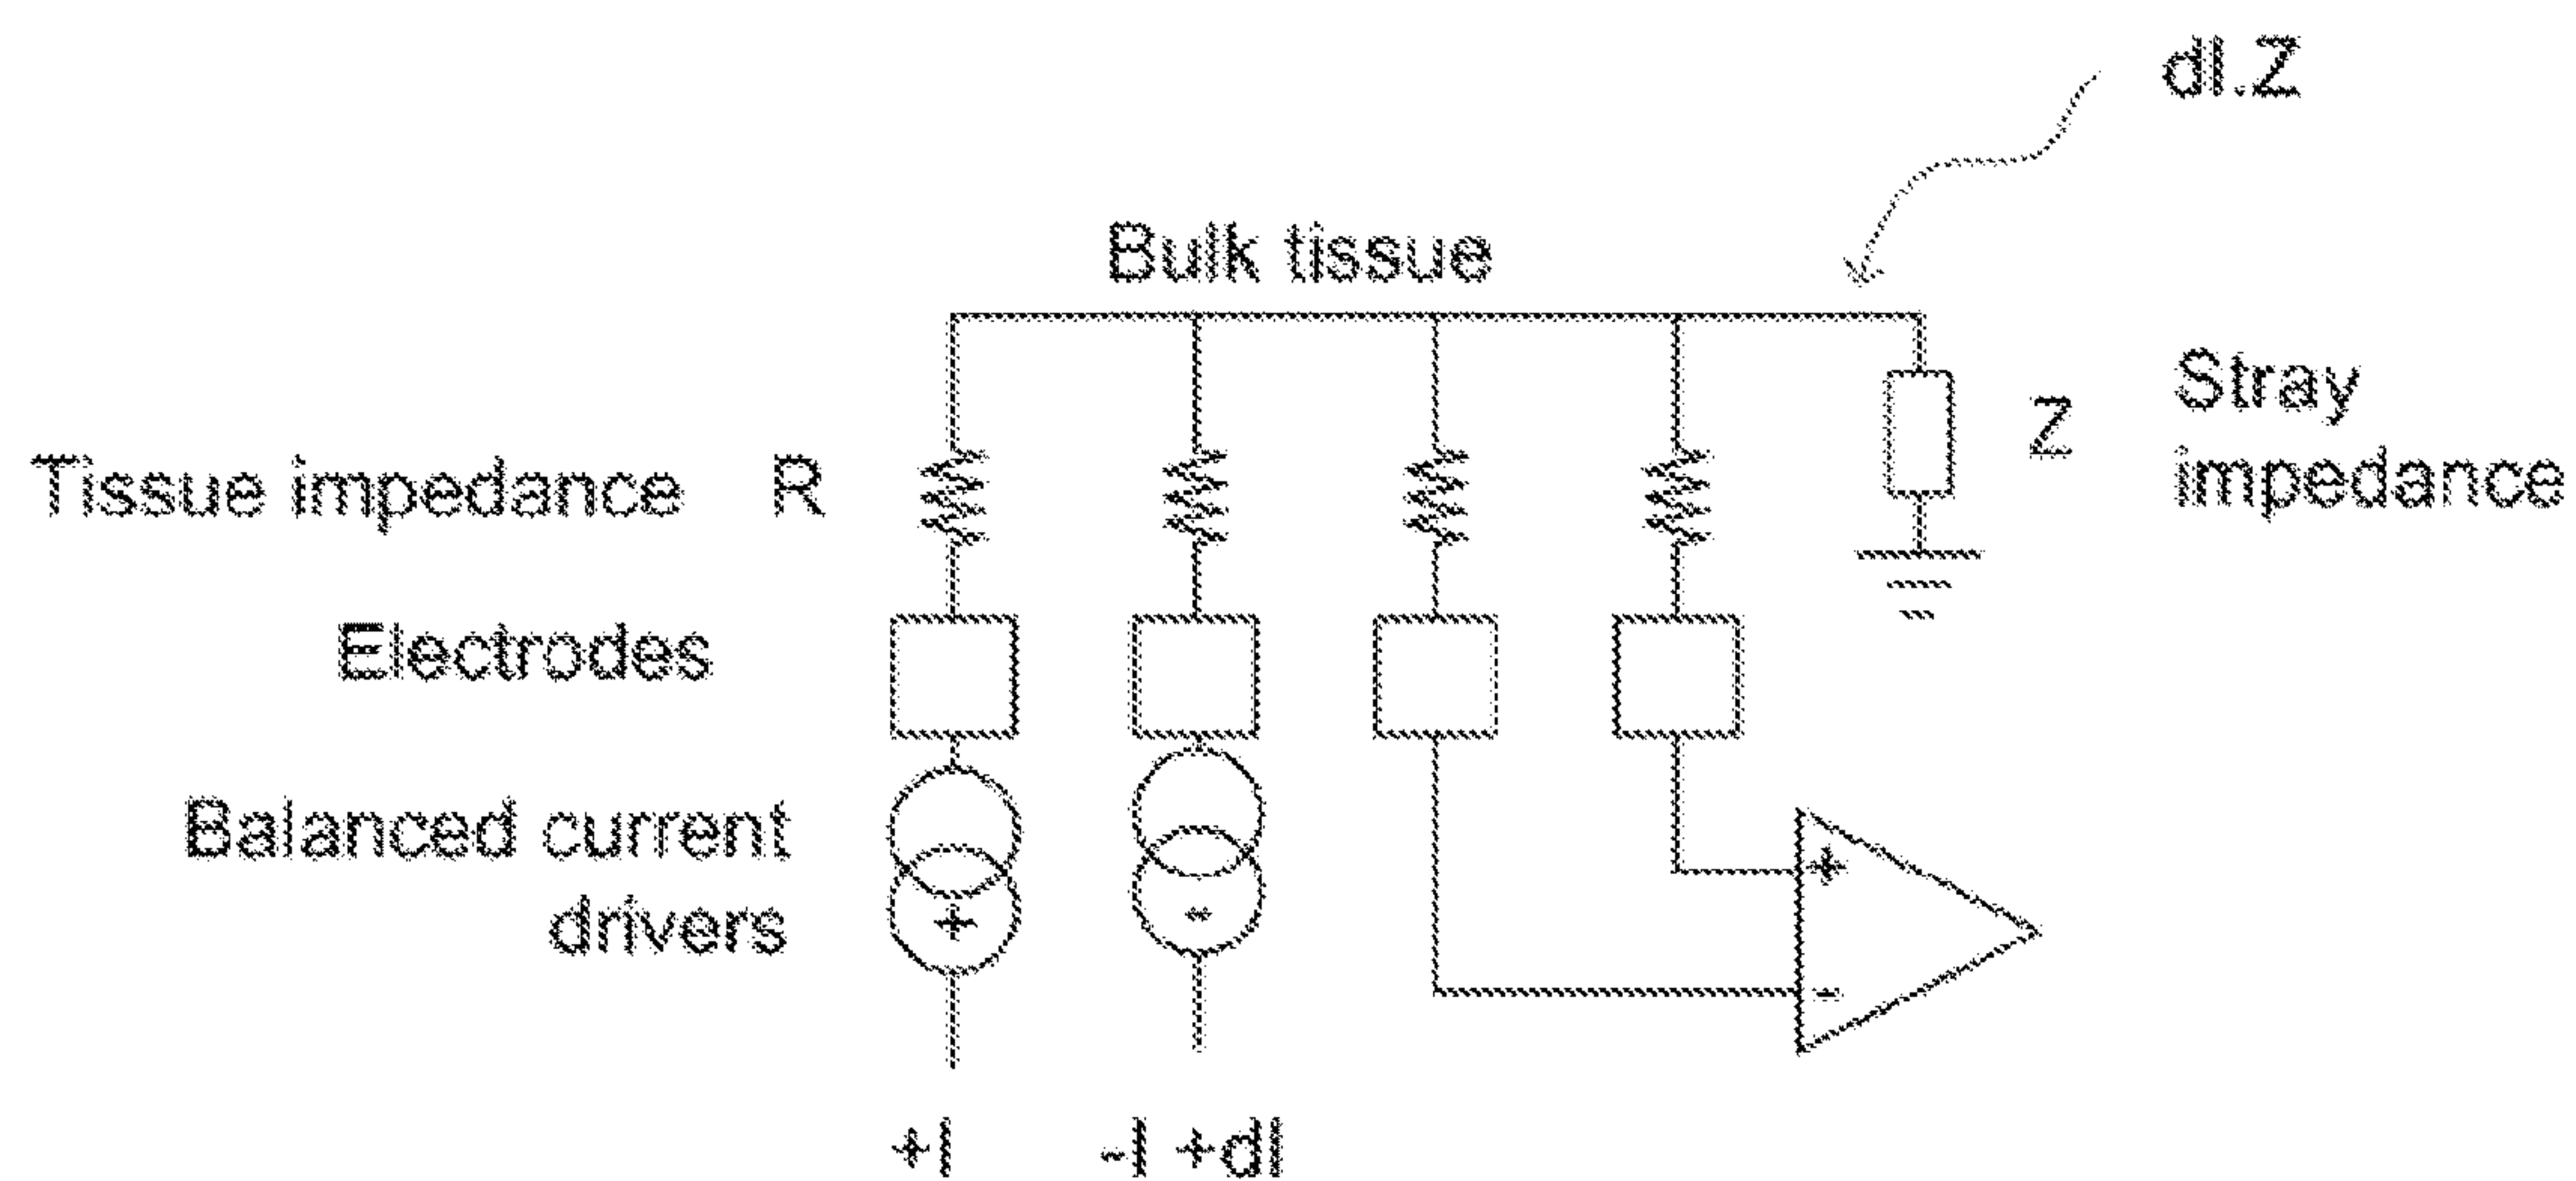 dI.Z
Bulk tissue
Stray
impedance
Z
Tissue impedance R
Electrodes
Balanced current
drivers
+
-
+
-
+I
-I +dI